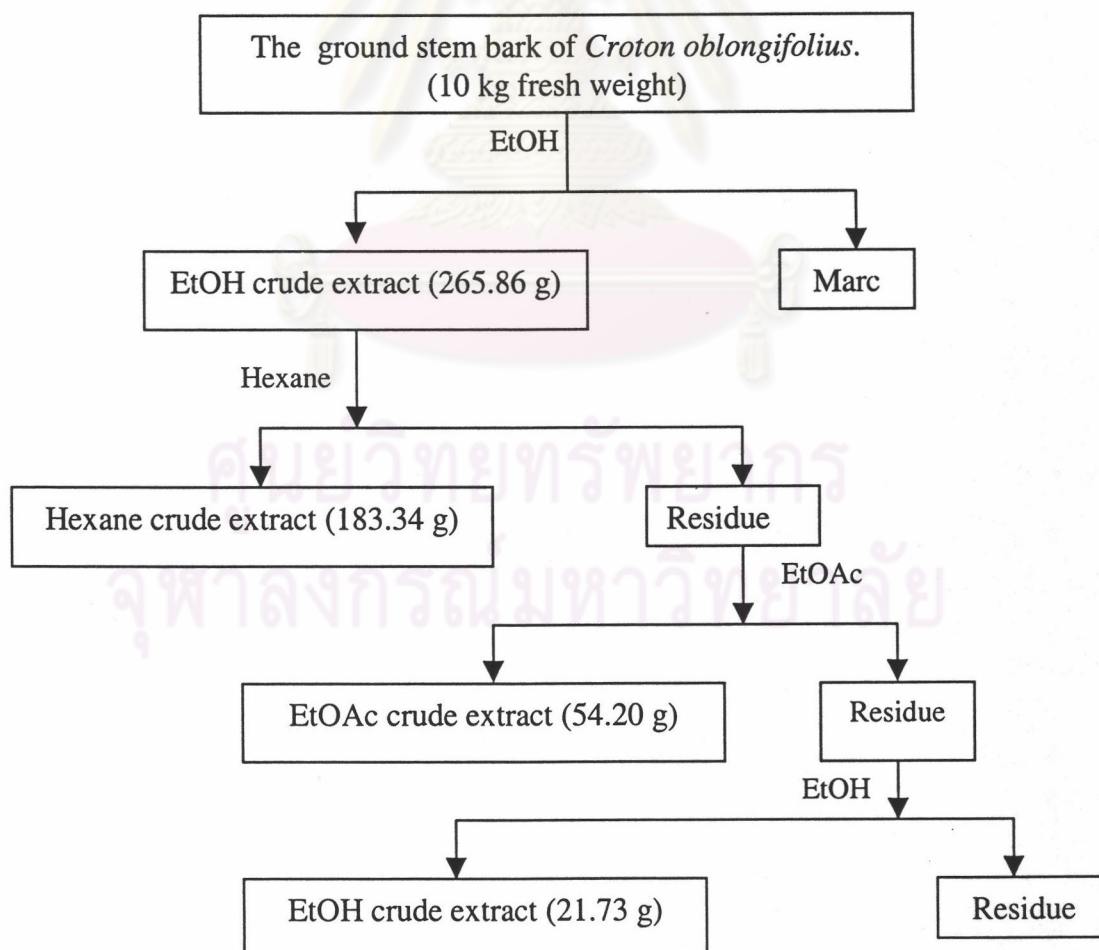 The ground stem bark of Croton oblongifolius.
(10 kg fresh weight)
EtOH
EtOH crude extract (265.86 g)
Marc
Hexane
Hexane crude extract (183.34 g)
Residue
EtOAc
EtOAc crude extract (54.20 g)
Residue
EtOH
EtOH crude extract (21.73 g)
Residue
ศูนย์วิทยทรัพยากร
จุฬาลงกรณ์มหาวิทยาลัย